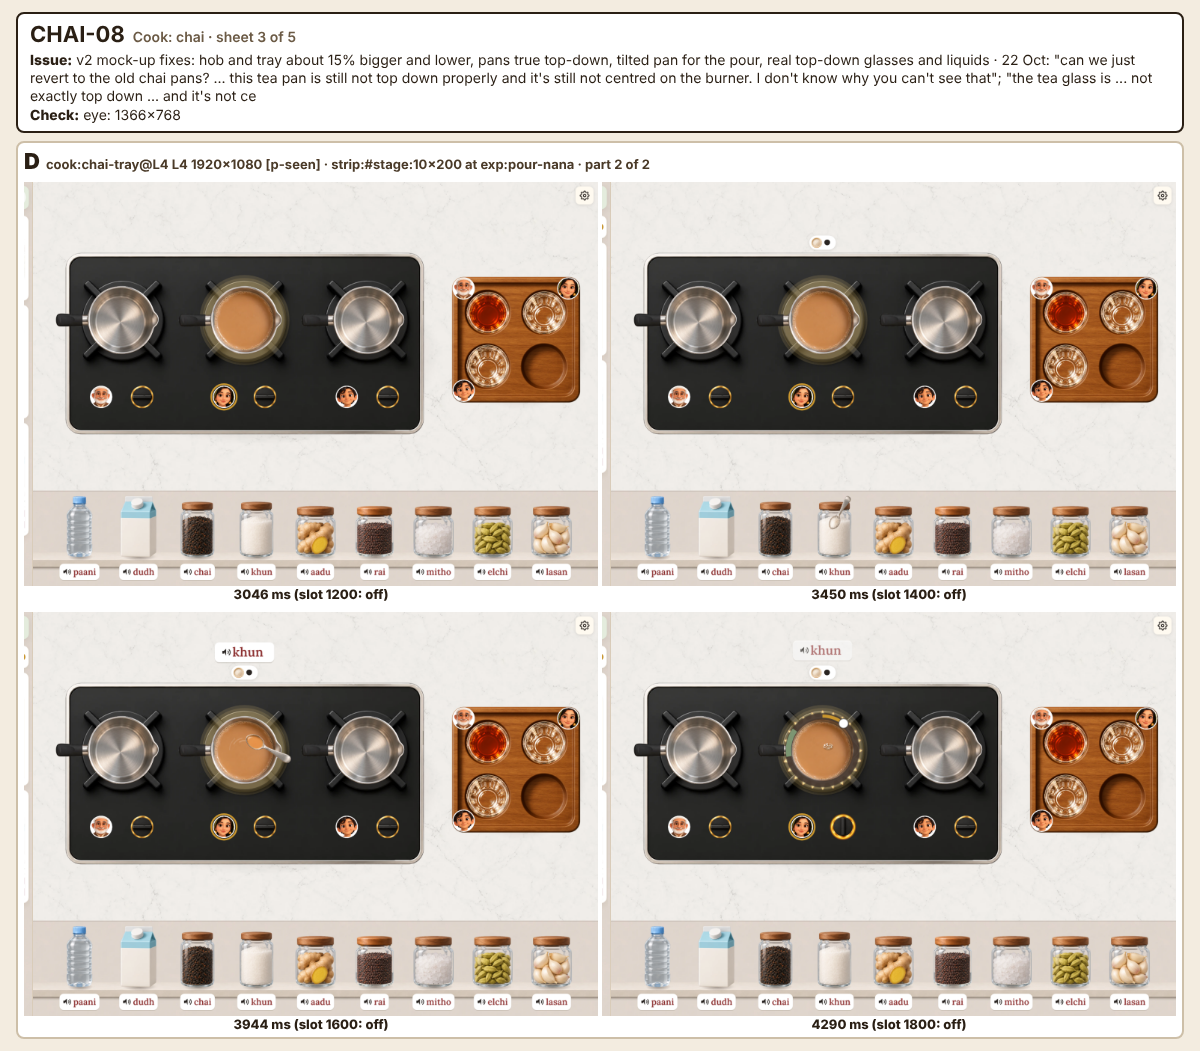 CHAI-08 Cook: chai · sheet 3 of 5
Issue: v2 mock-up fixes: hob and tray about 15% bigger and lower, pans true top-down, tilted pan for the pour, real top-down glasses and liquids · 22 Oct: "can we just
revert to the old chai pans? ... this tea pan is still not top down properly and it's still not centred on the burner. I don't know why you can't see that"; "the tea glass is ... not
exactly top down ... and it's not ce
Check: eye: 1366×768
D cook:chai-tray@L4 L4 1920×1080 [p-seen] · strip:#stage:10×200 at exp:pour-nana · part 2 of 2
paani dudh chai khun aadu rai mitho elchi lasan
3046 ms (slot 1200: off)
paani dudh chai khun aadu rai mitho elchi lasan
3450 ms (slot 1400: off)
khun
paani dudh chai khun aadu rai mitho elchi lasan
3944 ms (slot 1600: off)
khun
paani dudh chai khun aadu rai mitho elchi lasan
4290 ms (slot 1800: off)